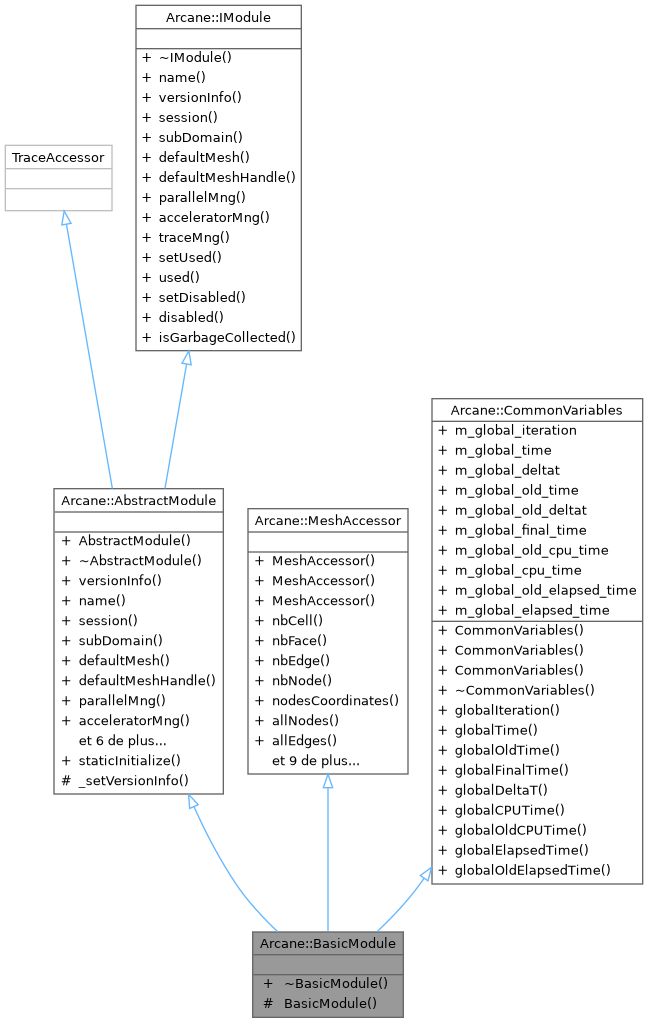 Arcane::IModule
+ ~IModule()
+ name()
+ versionInfo()
+ session()
+ subDomain()
+ defaultMesh()
+ defaultMeshHandle()
+ parallelMng()
+ acceleratorMng()
+ traceMng()
+ setUsed()
+ used()
+ setDisabled()
+ disabled()
+ isGarbageCollected()
TraceAccessor
Arcane::AbstractModule
+ AbstractModule()
+ ~AbstractModule()
+ versionInfo()
+ name()
+ session()
+ subDomain()
+ defaultMesh()
+ defaultMeshHandle()
+ parallelMng()
+ acceleratorMng()
et 6 de plus...
+ staticInitialize()
# _setVersionInfo()
Arcane::MeshAccessor
+ MeshAccessor()
+ MeshAccessor()
+ MeshAccessor()
+ nbCell()
+ nbFace()
+ nbEdge()
+ nbNode()
+ nodesCoordinates()
+ allNodes()
+ allEdges()
et 9 de plus...
Arcane::CommonVariables
+ m_global_iteration
+ m_global_time
+ m_global_deltat
+ m_global_old_time
+ m_global_old_deltat
+ m_global_final_time
+ m_global_old_cpu_time
+ m_global_cpu_time
+ m_global_old_elapsed_time
+ m_global_elapsed_time
+ CommonVariables()
+ CommonVariables()
+ CommonVariables()
+ ~CommonVariables()
+ globalIteration()
+ globalTime()
+ globalOldTime()
+ globalFinalTime()
+ globalDeltaT()
+ globalCPUTime()
+ globalOldCPUTime()
+ globalElapsedTime()
+ globalOldElapsedTime()
Arcane::BasicModule
+ ~BasicModule()
# BasicModule()